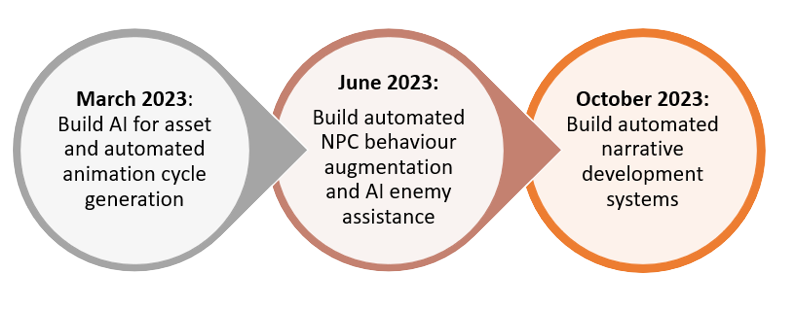 March 2023:
Build AI for asset
and automated
animation cycle
generation
June 2023:
Build automated
NPC behaviour
augmentation
and AI enemy
assistance
October 2023:
Build automated
narrative
development
systems